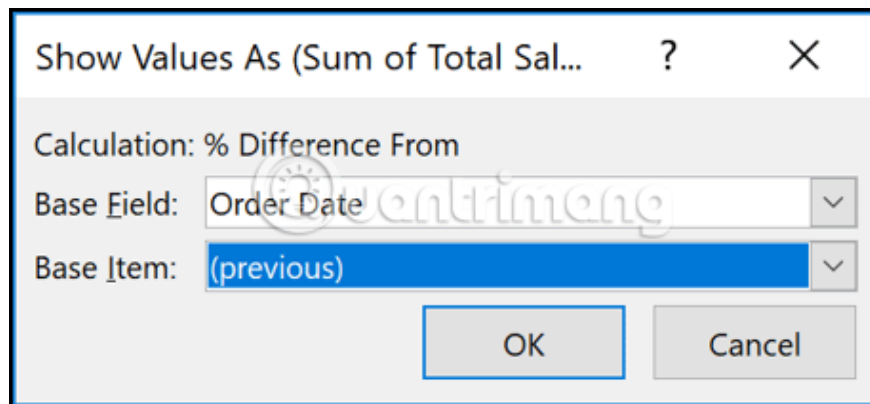 Show Values As (Sum of Total Sal... ? ×
Calculation: % Difference From
Base Field: Order Date
Base Item: (previous)
OK Cancel
Quantrimang